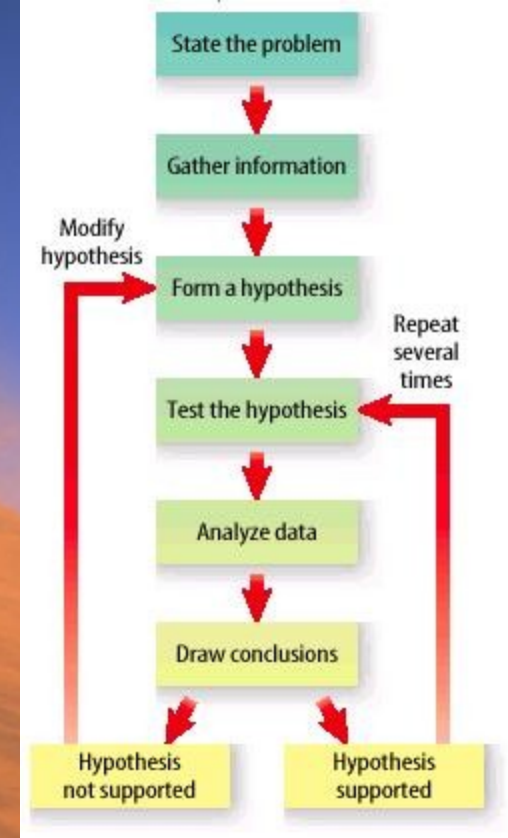 State the problem
Gather information
Modify
hypothesis
Form a hypothesis
Repeat
several
times
Test the hypothesis
Analyze data
Draw conclusions
Hypothesis
not supported
Hypothesis
supported